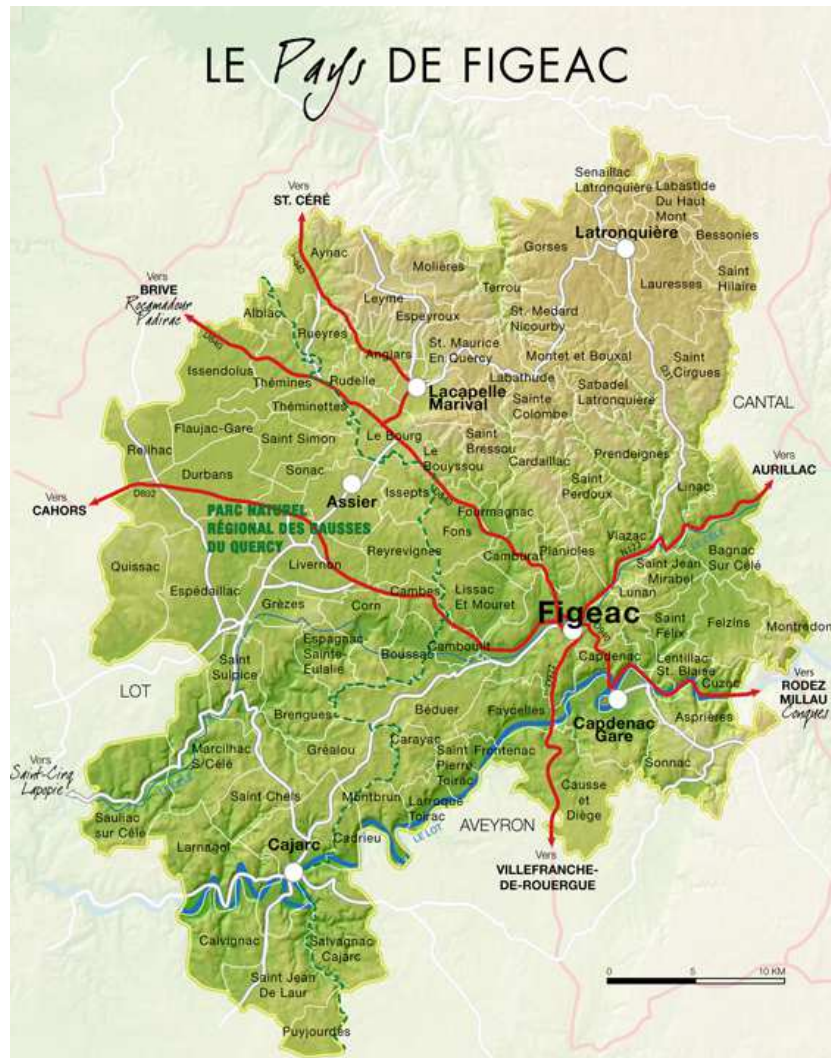 LE Pays DE FIGEAC
Vers
ST. CÉRÉ
Senaillac
Latronquière
Labastide
Du Haut
Mont
Latronquière
Bessonies
Gorses
Aynac
Molières
Saint
Hilaire
Vers
BRIVE
Rocamadour
Padirac
Terrou
Lauresses
Leyme
Albiac
Espeyroux
St. Medard
Nicourby
D940
D840
Rueyres
St. Maurice
En Quercy
Anglars
Montet et Bouxal
Saint
Cirgues
Issendolus
Thémines
Rudelle
Lacapelle
Marival
Labathude
Sabadel
Latronquière
CANTAL
Théminettes
Sainte
Colombe
Flaujac-Gare
Saint Simon
Le Bourg
Saint
Bressou
Prendeignes
Reilhac
Le
Bouyssou
Cardaillac
Vers
AURILLAC
Durbans
Sonac
Saint
Perdoux
Linac
Vers
CAHORS
D802
Assier
Issepts
D840
Fourmagnac
PARC NATUREL
RÉGIONAL DES CAUSSES
DU QUERCY
Fons
Viazac
N122
Bagnac
Sur Célé
Reyrevignes
Camburat
Planioles
Saint Jean
Mirabel
Quissac
Livernon
Espédaillac
Cambes
Lissac
Et Mouret
Lunan
Grèzes
Corn
Figeac
Saint
Félix
Felzins
Montredon
Espagnac
Sainte-
Eulalie
Boussac
Camboulit
Capdenac
Lentillac
St. Blaise
Saint
Sulpice
Cuzac
Vers
RODEZ
MILLAU
Conques
LOT
Brengues
Béduer
Faycelles
Capdenac
Gare
Asprières
Carayac
Marcilhac
S/Célé
Gréalou
Saint
Pierre
Toirac
Frontenac
Sonnac
Vers
Saint-Cirq
Lapopie
Saint Chels
Montbrun
Larroque
Toirac
Causse
et
Diège
Sauliac
sur Célé
AVEYRON
Larnagol
Cajarc
Cadrieu
LE LOT
Vers
VILLEFRANCHE-
DE-ROUERGUE
Calvignac
Salvagnac
Cajarc
Saint Jean
De Laur
0 5 10 KM
Puyjourdes